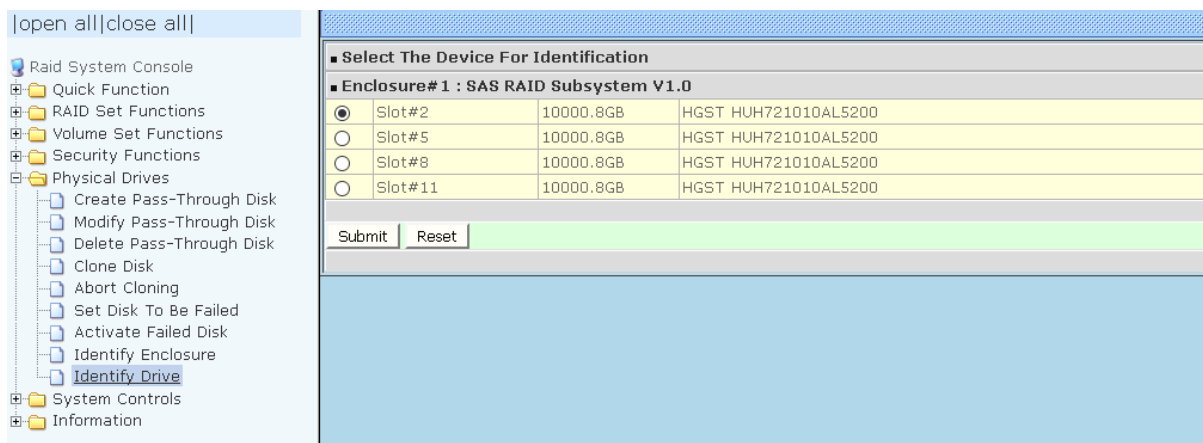 |open all|close all|
Raid System Console
Quick Function
RAID Set Functions
Volume Set Functions
Security Functions
Physical Drives
Create Pass-Through Disk
Modify Pass-Through Disk
Delete Pass-Through Disk
Clone Disk
Abort Cloning
Set Disk To Be Failed
Activate Failed Disk
Identify Enclosure
Identify Drive
System Controls
Information
Select The Device For Identification
Enclosure#1 : SAS RAID Subsystem V1.0
Slot#2 10000.8GB HGST HUH721010AL5200
Slot#5 10000.8GB HGST HUH721010AL5200
Slot#8 10000.8GB HGST HUH721010AL5200
Slot#11 10000.8GB HGST HUH721010AL5200
Submit Reset